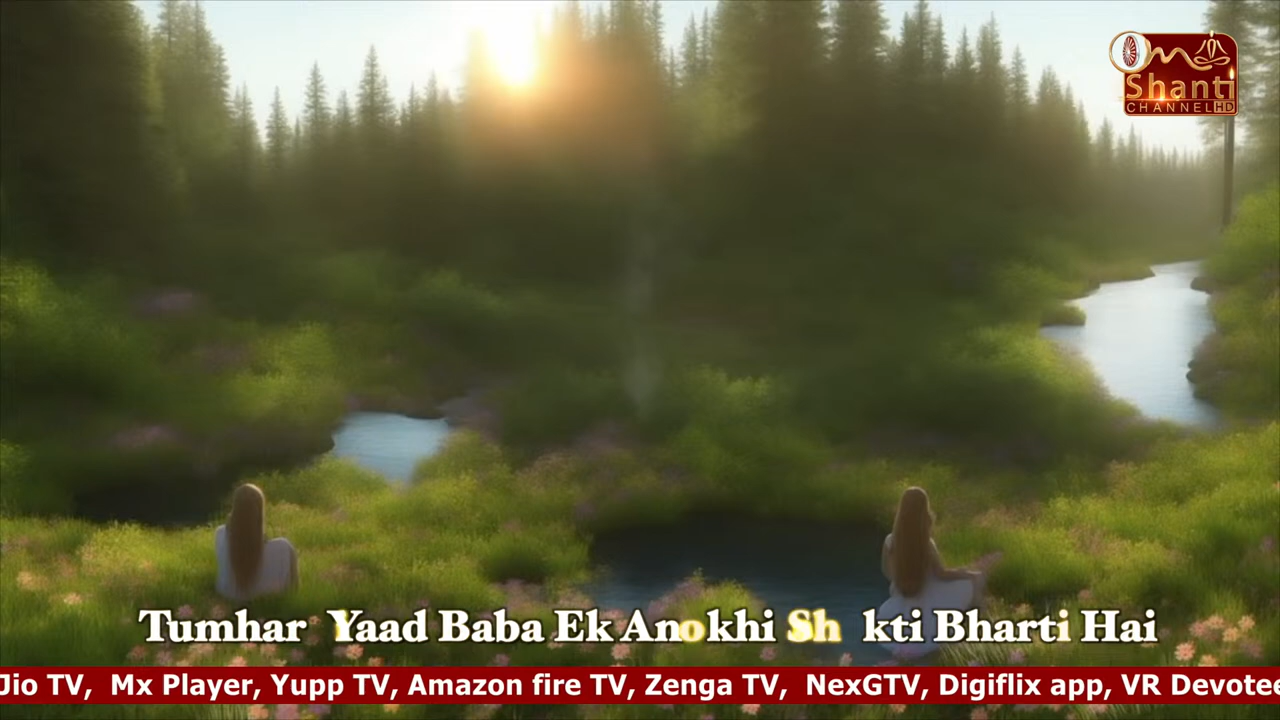 Om
Shanti
CHANNEL HD
Tumhar Yaad Baba Ek Anokhi Sh kti Bharti Hai
Jio TV, Mx Player, Yupp TV, Amazon fire TV, Zenga TV, NexGTV, Digiflix app, VR Devotee